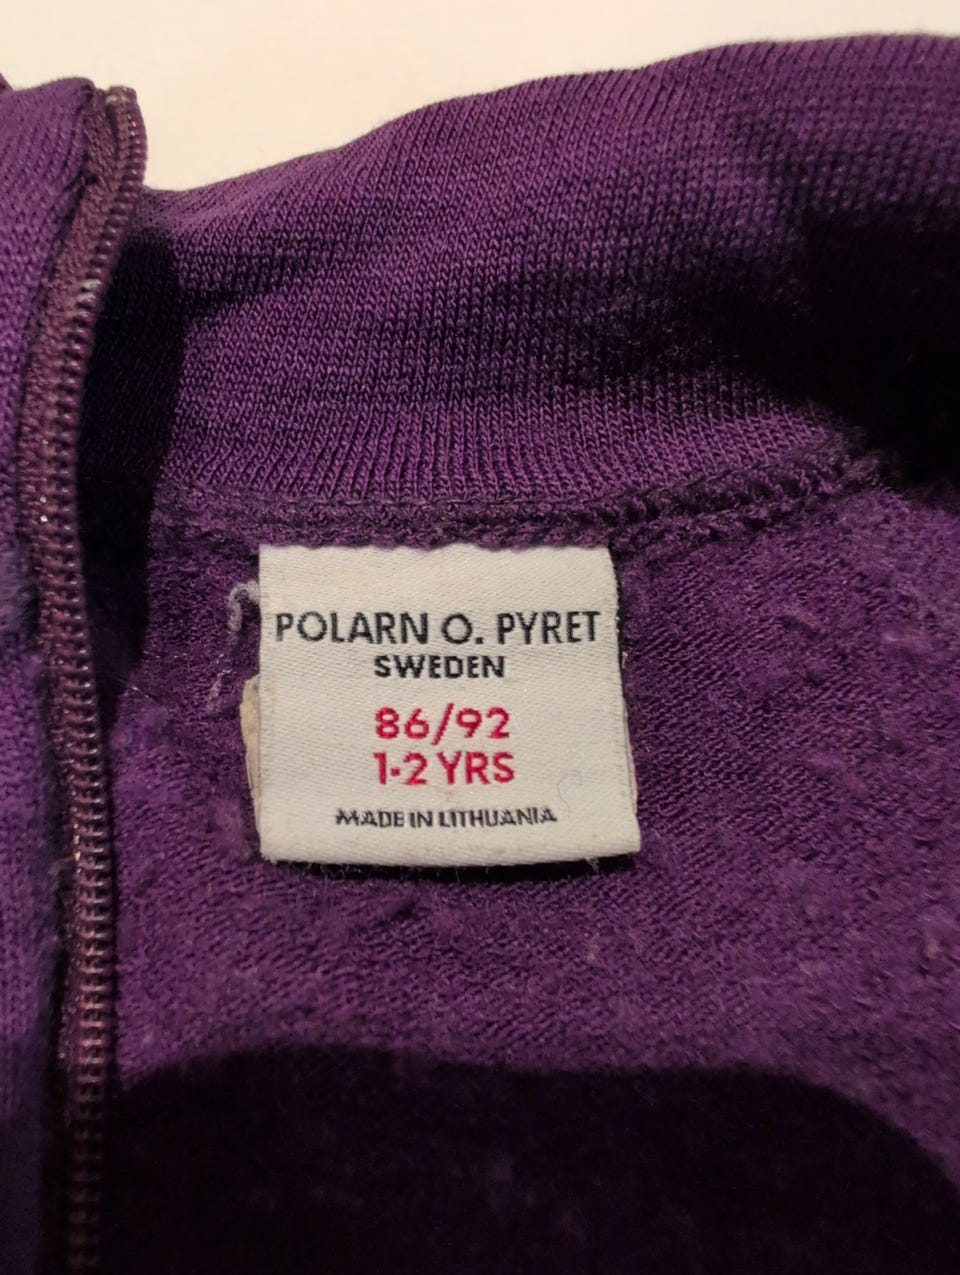 POLARN O. PYRET
SWEDEN
86/92
1-2 YRS
MADE IN LITHUANIA